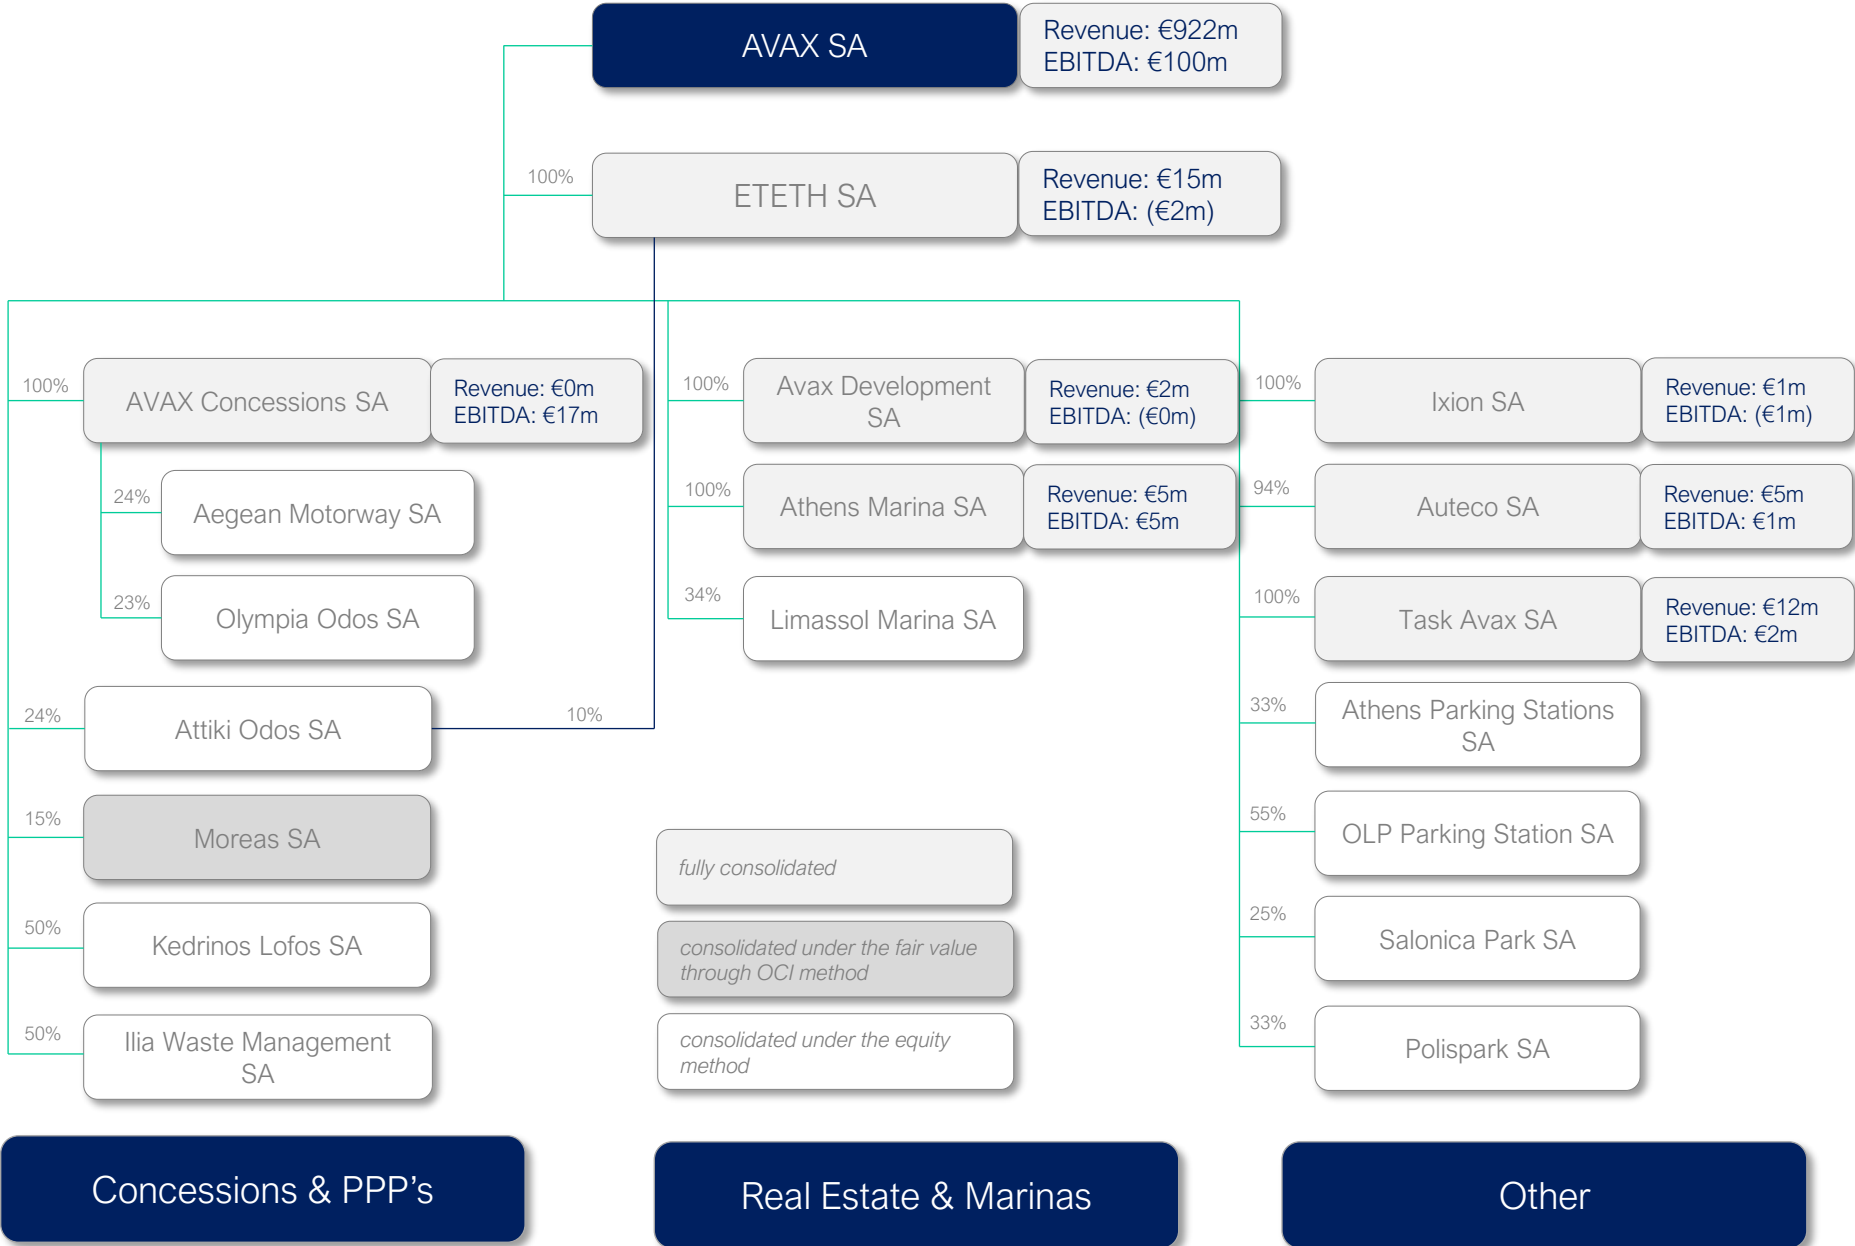 AVAX SA
Revenue: €922m
EBITDA: €100m
100%
ETETH SA
Revenue: €15m
EBITDA: (€2m)
100%
AVAX Concessions SA
Revenue: €0m
EBITDA: €17m
24%
Aegean Motorway SA
23%
Olympia Odos SA
24%
Attiki Odos SA
10%
15%
Moreas SA
50%
Kedrinos Lofos SA
50%
Ilia Waste Management
SA
100%
Avax Development
SA
Revenue: €2m
EBITDA: (€0m)
100%
Athens Marina SA
Revenue: €5m
EBITDA: €5m
34%
Limassol Marina SA
fully consolidated
consolidated under the fair value
through OCI method
consolidated under the equity
method
100%
Ixion SA
Revenue: €1m
EBITDA: (€1m)
94%
Auteco SA
Revenue: €5m
EBITDA: €1m
100%
Task Avax SA
Revenue: €12m
EBITDA: €2m
33%
Athens Parking Stations
SA
55%
OLP Parking Station SA
25%
Salonica Park SA
33%
Polispark SA
Concessions & PPP’s
Real Estate & Marinas
Other